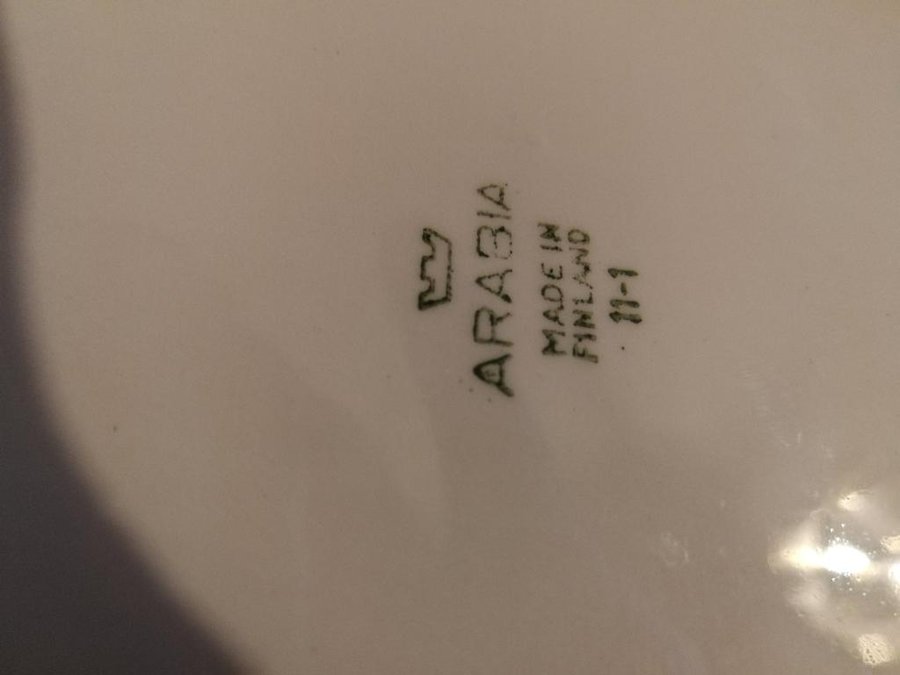 ARABIA
MADE IN
FINLAND
11-1